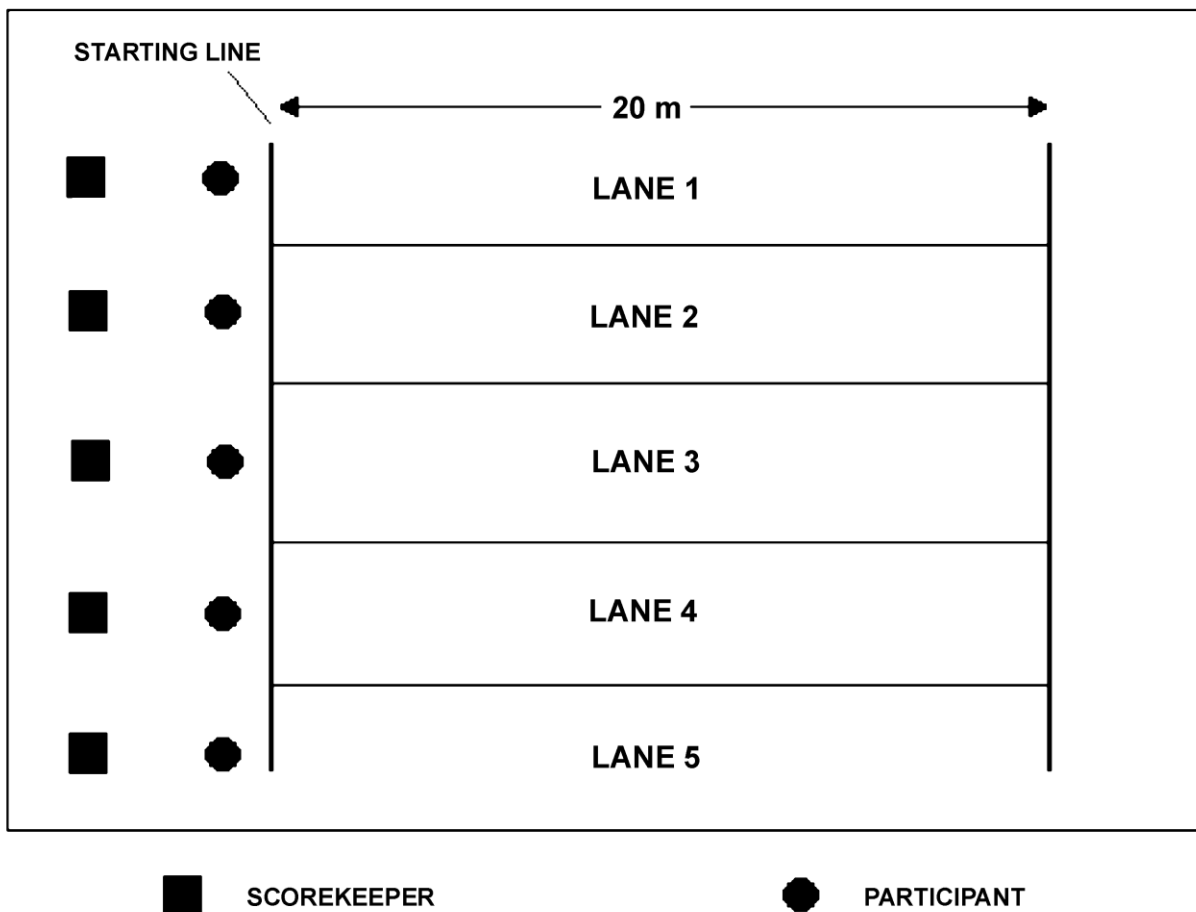 STARTING LINE
20 m
LANE 1
LANE 2
LANE 3
LANE 4
LANE 5
SCOREKEEPER
PARTICIPANT